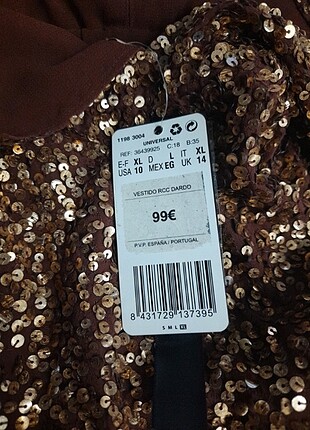 1198 3004
UNIVERSAL
REF: 36439925 C:18 B:35
E-F XL D L IT XL
USA 10 MEX EG UK 14
VESTIDO RCC DARDO
99€
P.V.P. ESPAÑA / PORTUGAL
8 431729 137395
S M L XL